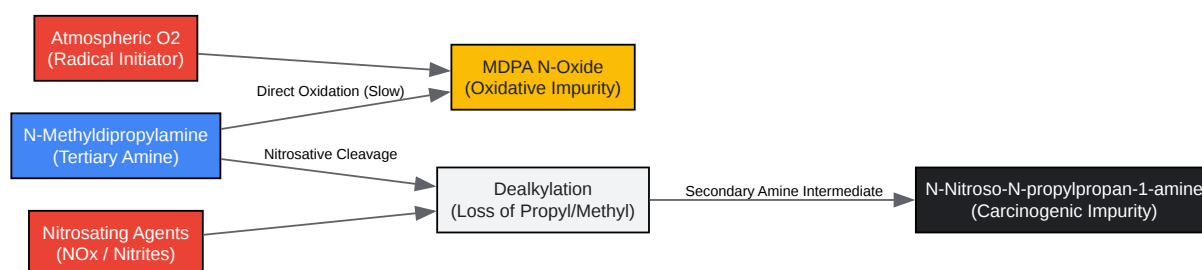 Atmospheric O2
(Radical Initiator)
MDPA N-Oxide
(Oxidative Impurity)
Direct Oxidation (Slow)
N-Methyldipropylamine
(Tertiary Amine)
Nitrosative Cleavage
Dealkylation
(Loss of Propyl/Methyl)
Secondary Amine Intermediate
N-Nitroso-N-propylpropan-1-amine
(Carcinogenic Impurity)
Nitrosating Agents
(NOx / Nitrites)